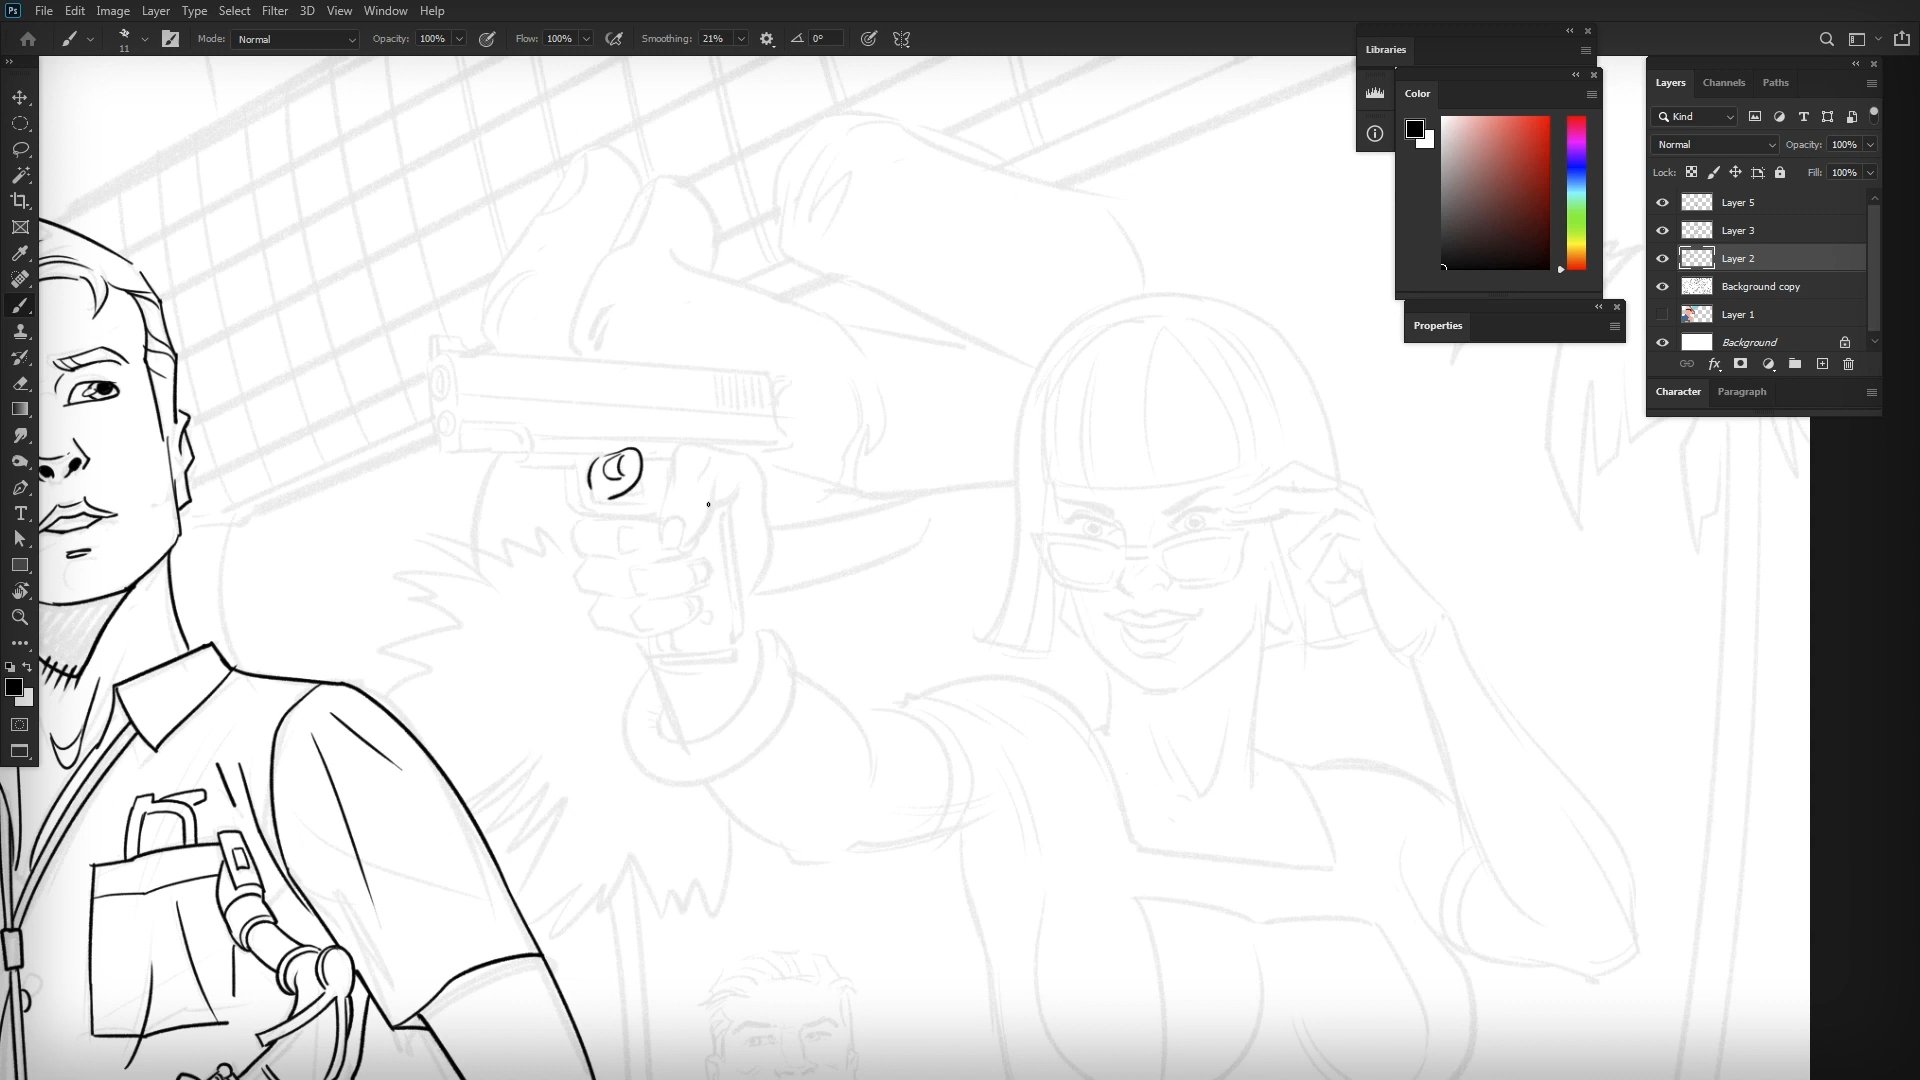 Ps File Edit Image Layer Type Select Filter 3D View Window Help
11 Mode: Normal Opacity: 100% Flow: 100% Smoothing: 21% 0°
Libraries
Color
Properties
Layers Channels Paths
Kind
Normal Opacity: 100%
Lock: Fill: 100%
Layer 5
Layer 3
Layer 2
Background copy
Layer 1
Background
fx
Character Paragraph